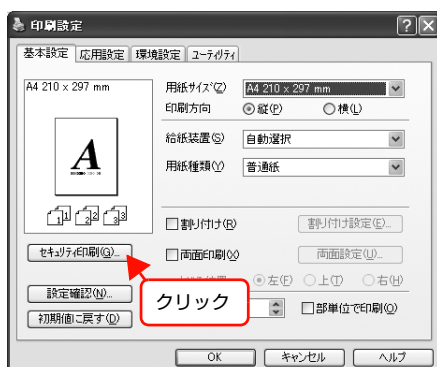 印刷設定
基本設定 応用設定 環境設定 ユーティリティ
A4 210 × 297 mm
用紙サイズ(Z) A4 210 × 297 mm
印刷方向 縦(P) 横(L)
給紙装置(S) 自動選択
用紙種類(Y) 普通紙
A
1 1 2 2 3 3
割り付け(R) 割り付け設定(E)...
セキュリティ印刷(G)...
両面印刷(X) 両面設定(U)...
左(F) 上(T) 右(H)
設定確認(N)...
クリック
部単位で印刷(O)
初期値に戻す(D)
OK キャンセル ヘルプ